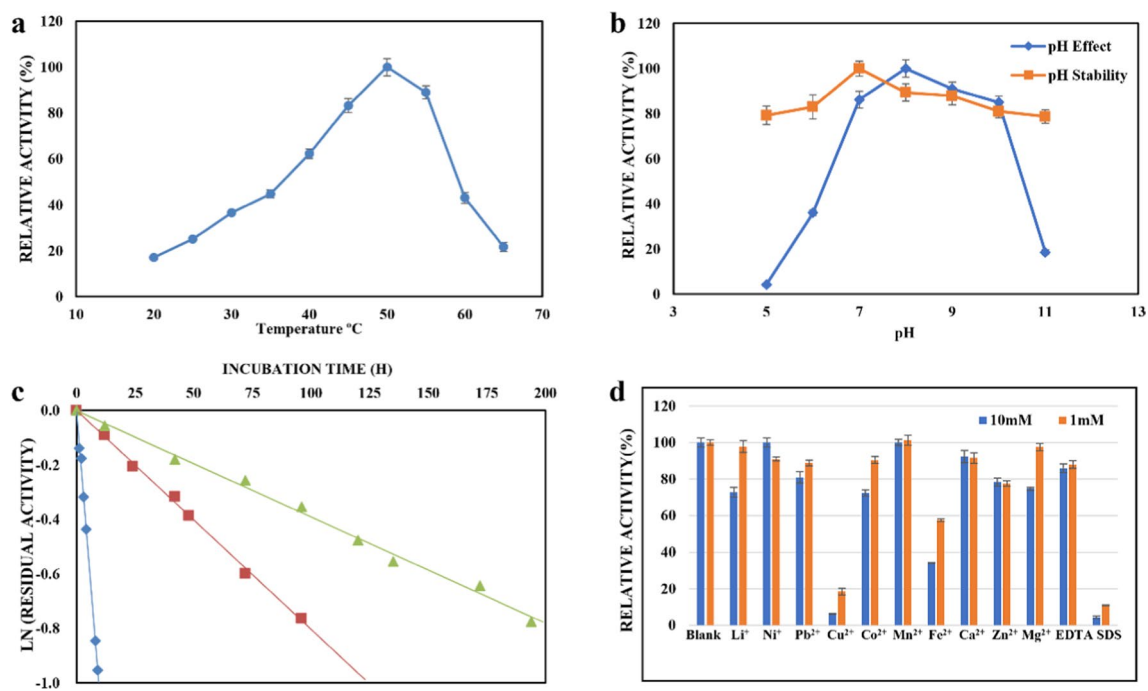 a
RELATIVE ACTIVITY (%)
120
100
80
60
40
20
0
10 20 30 40 50 60 70
Temperature ºC
b
RELATIVE ACTIVITY (%)
120
100
80
60
40
20
0
pH Effect
pH Stability
3 5 7 9 11 13
pH
c
INCUBATION TIME (H)
0 25 50 75 100 125 150 175 200
LN (RESIDUAL ACTIVITY)
0.0
-0.2
-0.4
-0.6
-0.8
-1.0
d
RELATIVE ACTIVITY(%)
120
100
80
60
40
20
0
10mM 1mM
Blank Li⁺ Ni⁺ Pb²⁺ Cu²⁺ Co²⁺ Mn²⁺ Fe²⁺ Ca²⁺ Zn²⁺ Mg²⁺ EDTA SDS